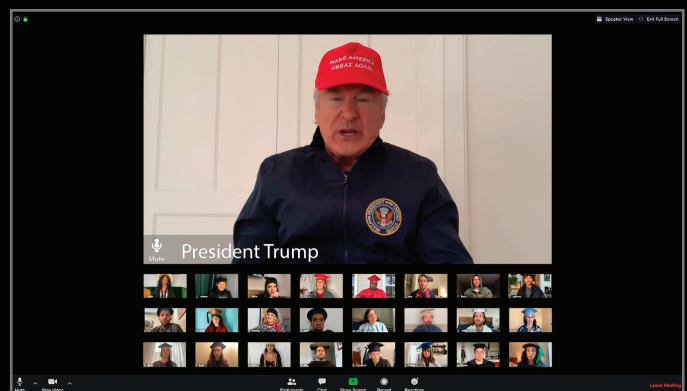 Speaker View
Exit Full Screen
MAKE AMERICA
GREAT AGAIN
Mute
President Trump
Mute
Stop Video
Participants
Chat
Share Screen
Record
Reactions
Leave Meeting